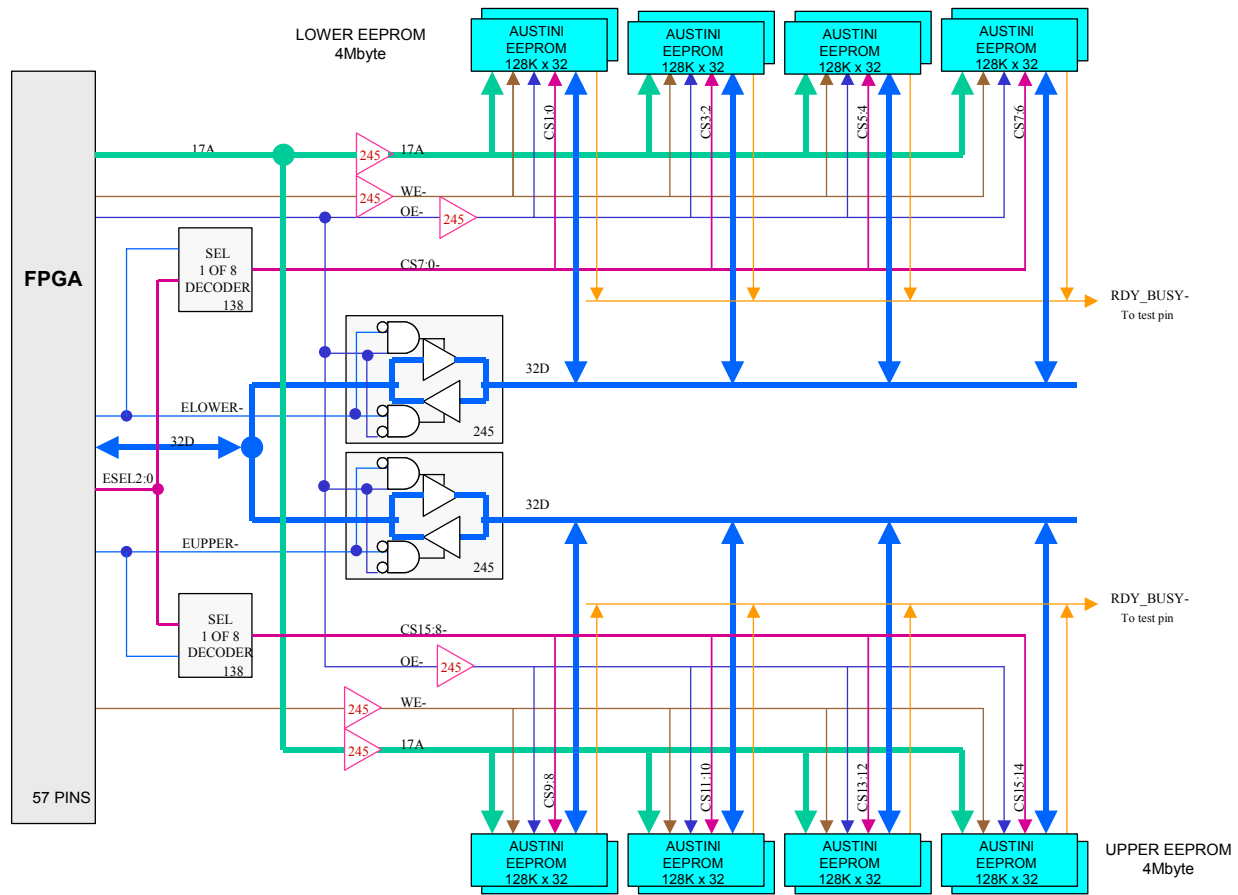 LOWER EEPROM
4Mbyte
AUSTINI
EEPROM
128K x 32
AUSTINI
EEPROM
128K x 32
AUSTINI
EEPROM
128K x 32
AUSTINI
EEPROM
128K x 32
CS1:0
CS3:2
CS5:4
CS7:6
17A
245
17A
245
WE-
OE-
245
FPGA
SEL
1 OF 8
DECODER
138
CS7:0-
RDY_BUSY-
To test pin
32D
ELOWER-
245
32D
ESEL2:0
32D
EUPPER-
245
SEL
1 OF 8
DECODER
138
CS15:8-
RDY_BUSY-
To test pin
OE-
245
245
WE-
245
17A
CS9:8
CS11:10
CS13:12
CS15:14
57 PINS
AUSTINI
EEPROM
128K x 32
AUSTINI
EEPROM
128K x 32
AUSTINI
EEPROM
128K x 32
AUSTINI
EEPROM
128K x 32
UPPER EEPROM
4Mbyte